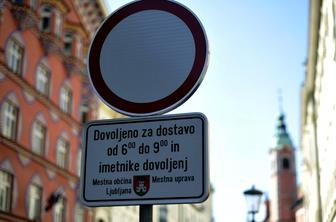 Dovoljeno za dostavo
od 6⁰⁰ do 9⁰⁰ in
imetnike dovoljenj
Mestna občina Mestna uprava
Ljubljana